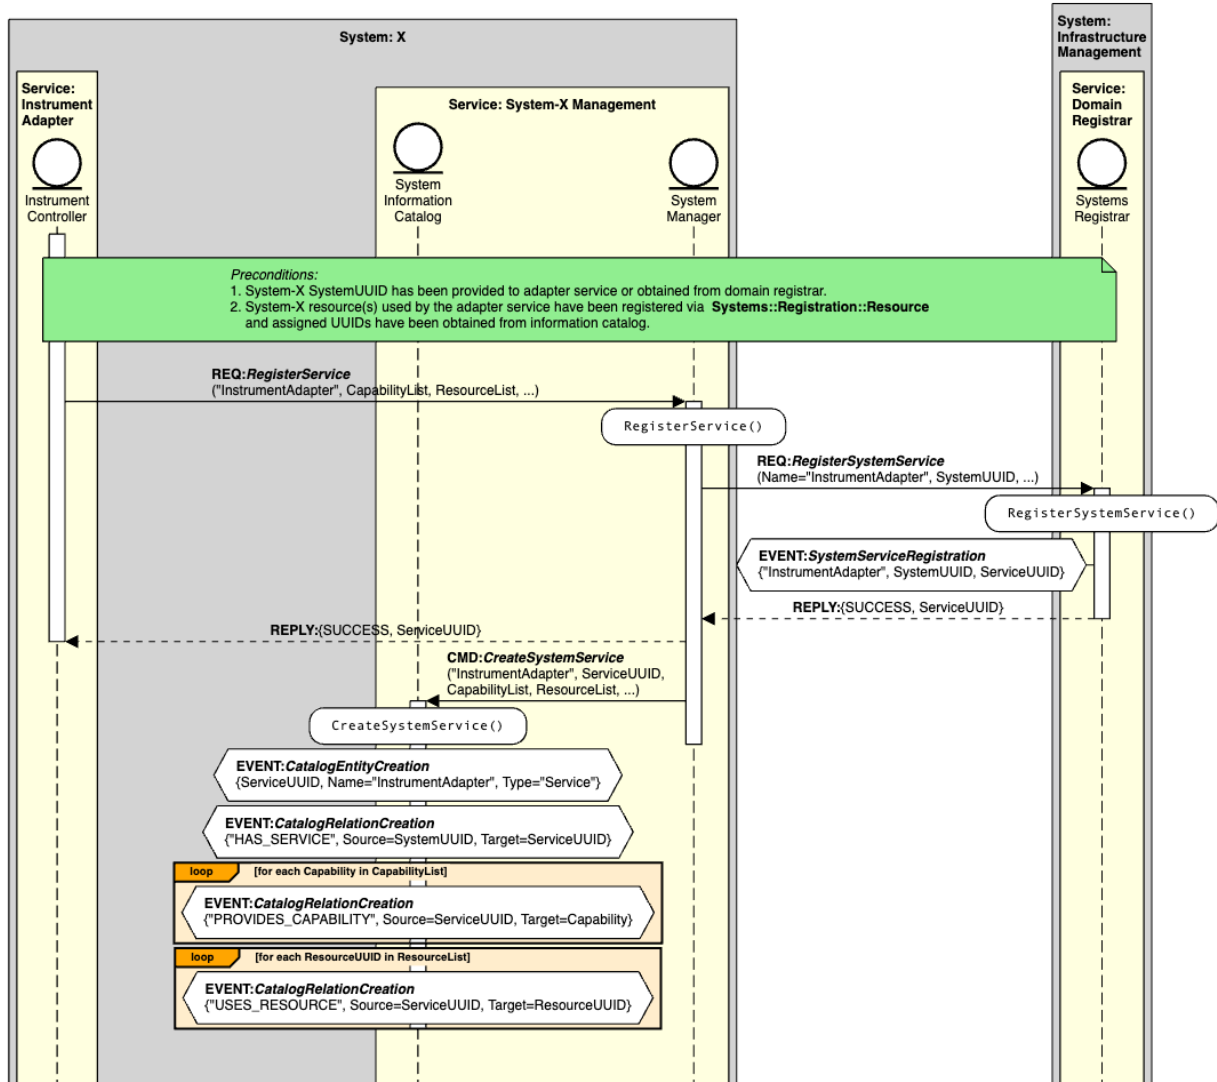 System: X
System:
Infrastructure
Management
Service:
Instrument
Adapter
Service: System-X Management
Service:
Domain
Registrar
Instrument
Controller
System
Information
Catalog
System
Manager
Systems
Registrar
Preconditions:
1. System-X SystemUUID has been provided to adapter service or obtained from domain registrar.
2. System-X resource(s) used by the adapter service have been registered via Systems::Registration::Resource
and assigned UUIDs have been obtained from information catalog.
REQ:RegisterService
("InstrumentAdapter", CapabilityList, ResourceList, ...)
RegisterService()
REQ:RegisterSystemService
(Name="InstrumentAdapter", SystemUUID, ...)
RegisterSystemService()
EVENT:SystemServiceRegistration
{"InstrumentAdapter", SystemUUID, ServiceUUID}
REPLY:{SUCCESS, ServiceUUID}
REPLY:{SUCCESS, ServiceUUID}
CMD:CreateSystemService
("InstrumentAdapter", ServiceUUID,
CapabilityList, ResourceList, ...)
CreateSystemService()
EVENT:CatalogEntityCreation
{ServiceUUID, Name="InstrumentAdapter", Type="Service"}
EVENT:CatalogRelationCreation
{"HAS_SERVICE", Source=SystemUUID, Target=ServiceUUID}
loop [for each Capability in CapabilityList]
EVENT:CatalogRelationCreation
{"PROVIDES_CAPABILITY", Source=ServiceUUID, Target=Capability}
loop [for each ResourceUUID in ResourceList]
EVENT:CatalogRelationCreation
{"USES_RESOURCE", Source=ServiceUUID, Target=ResourceUUID}